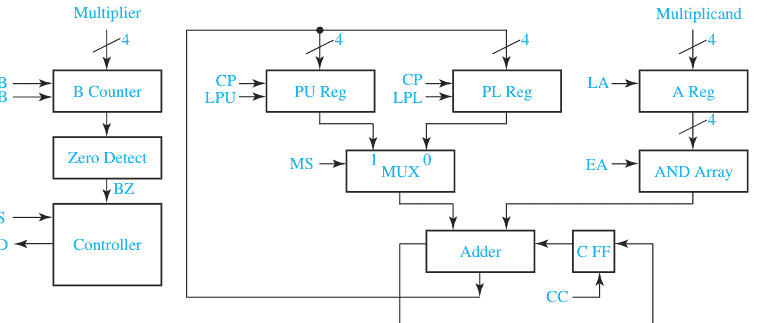 Multiplier
Multiplicand
4
4
4
4
B
B
B Counter
CP
LPU
PU Reg
CP
LPL
PL Reg
LA
A Reg
4
Zero Detect
MS
1
0
MUX
EA
AND Array
BZ
S
D
Controller
Adder
C FF
CC